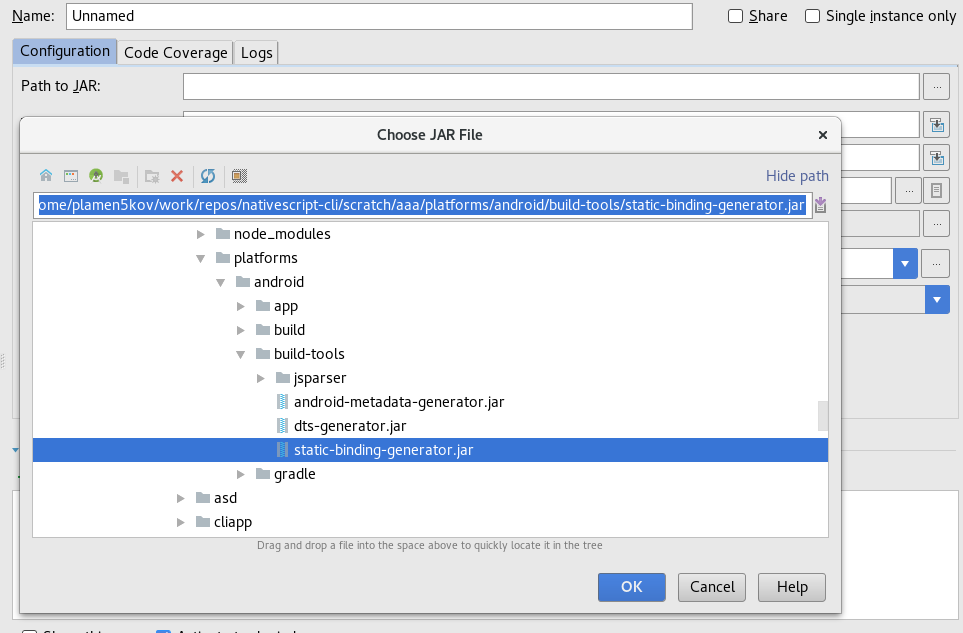 Name: Unnamed Share Single instance only
Configuration Code Coverage Logs
Path to JAR: ...
Choose JAR File
Hide path
ome/plamen5kov/work/repos/nativescript-cli/scratch/aaa/platforms/android/build-tools/static-binding-generator.jar
node_modules
platforms
android
app
build
build-tools
jsparser
android-metadata-generator.jar
dts-generator.jar
static-binding-generator.jar
gradle
asd
cliapp
Drag and drop a file into the space above to quickly locate it in the tree
OK Cancel Help